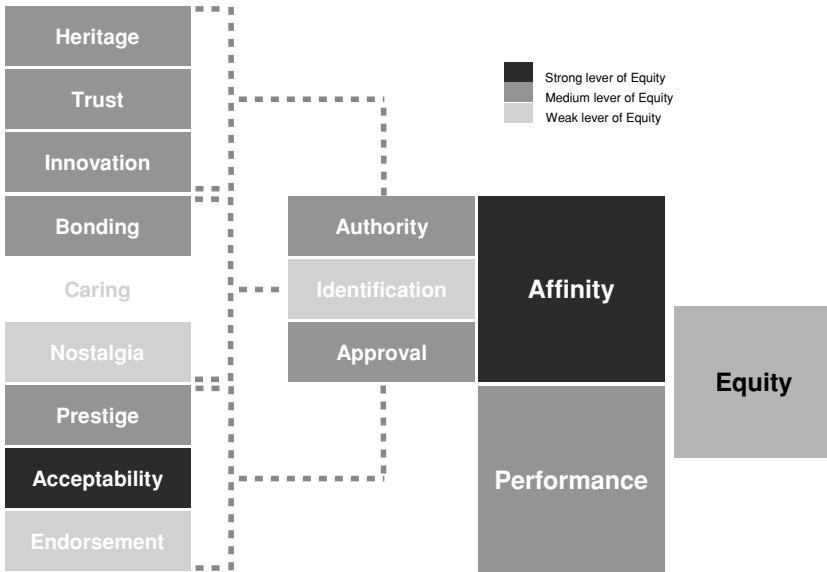 Heritage
Trust
Innovation
Bonding
Caring
Nostalgia
Prestige
Acceptability
Endorsement
Authority
Identification
Approval
Affinity
Performance
Equity
Strong lever of Equity
Medium lever of Equity
Weak lever of Equity